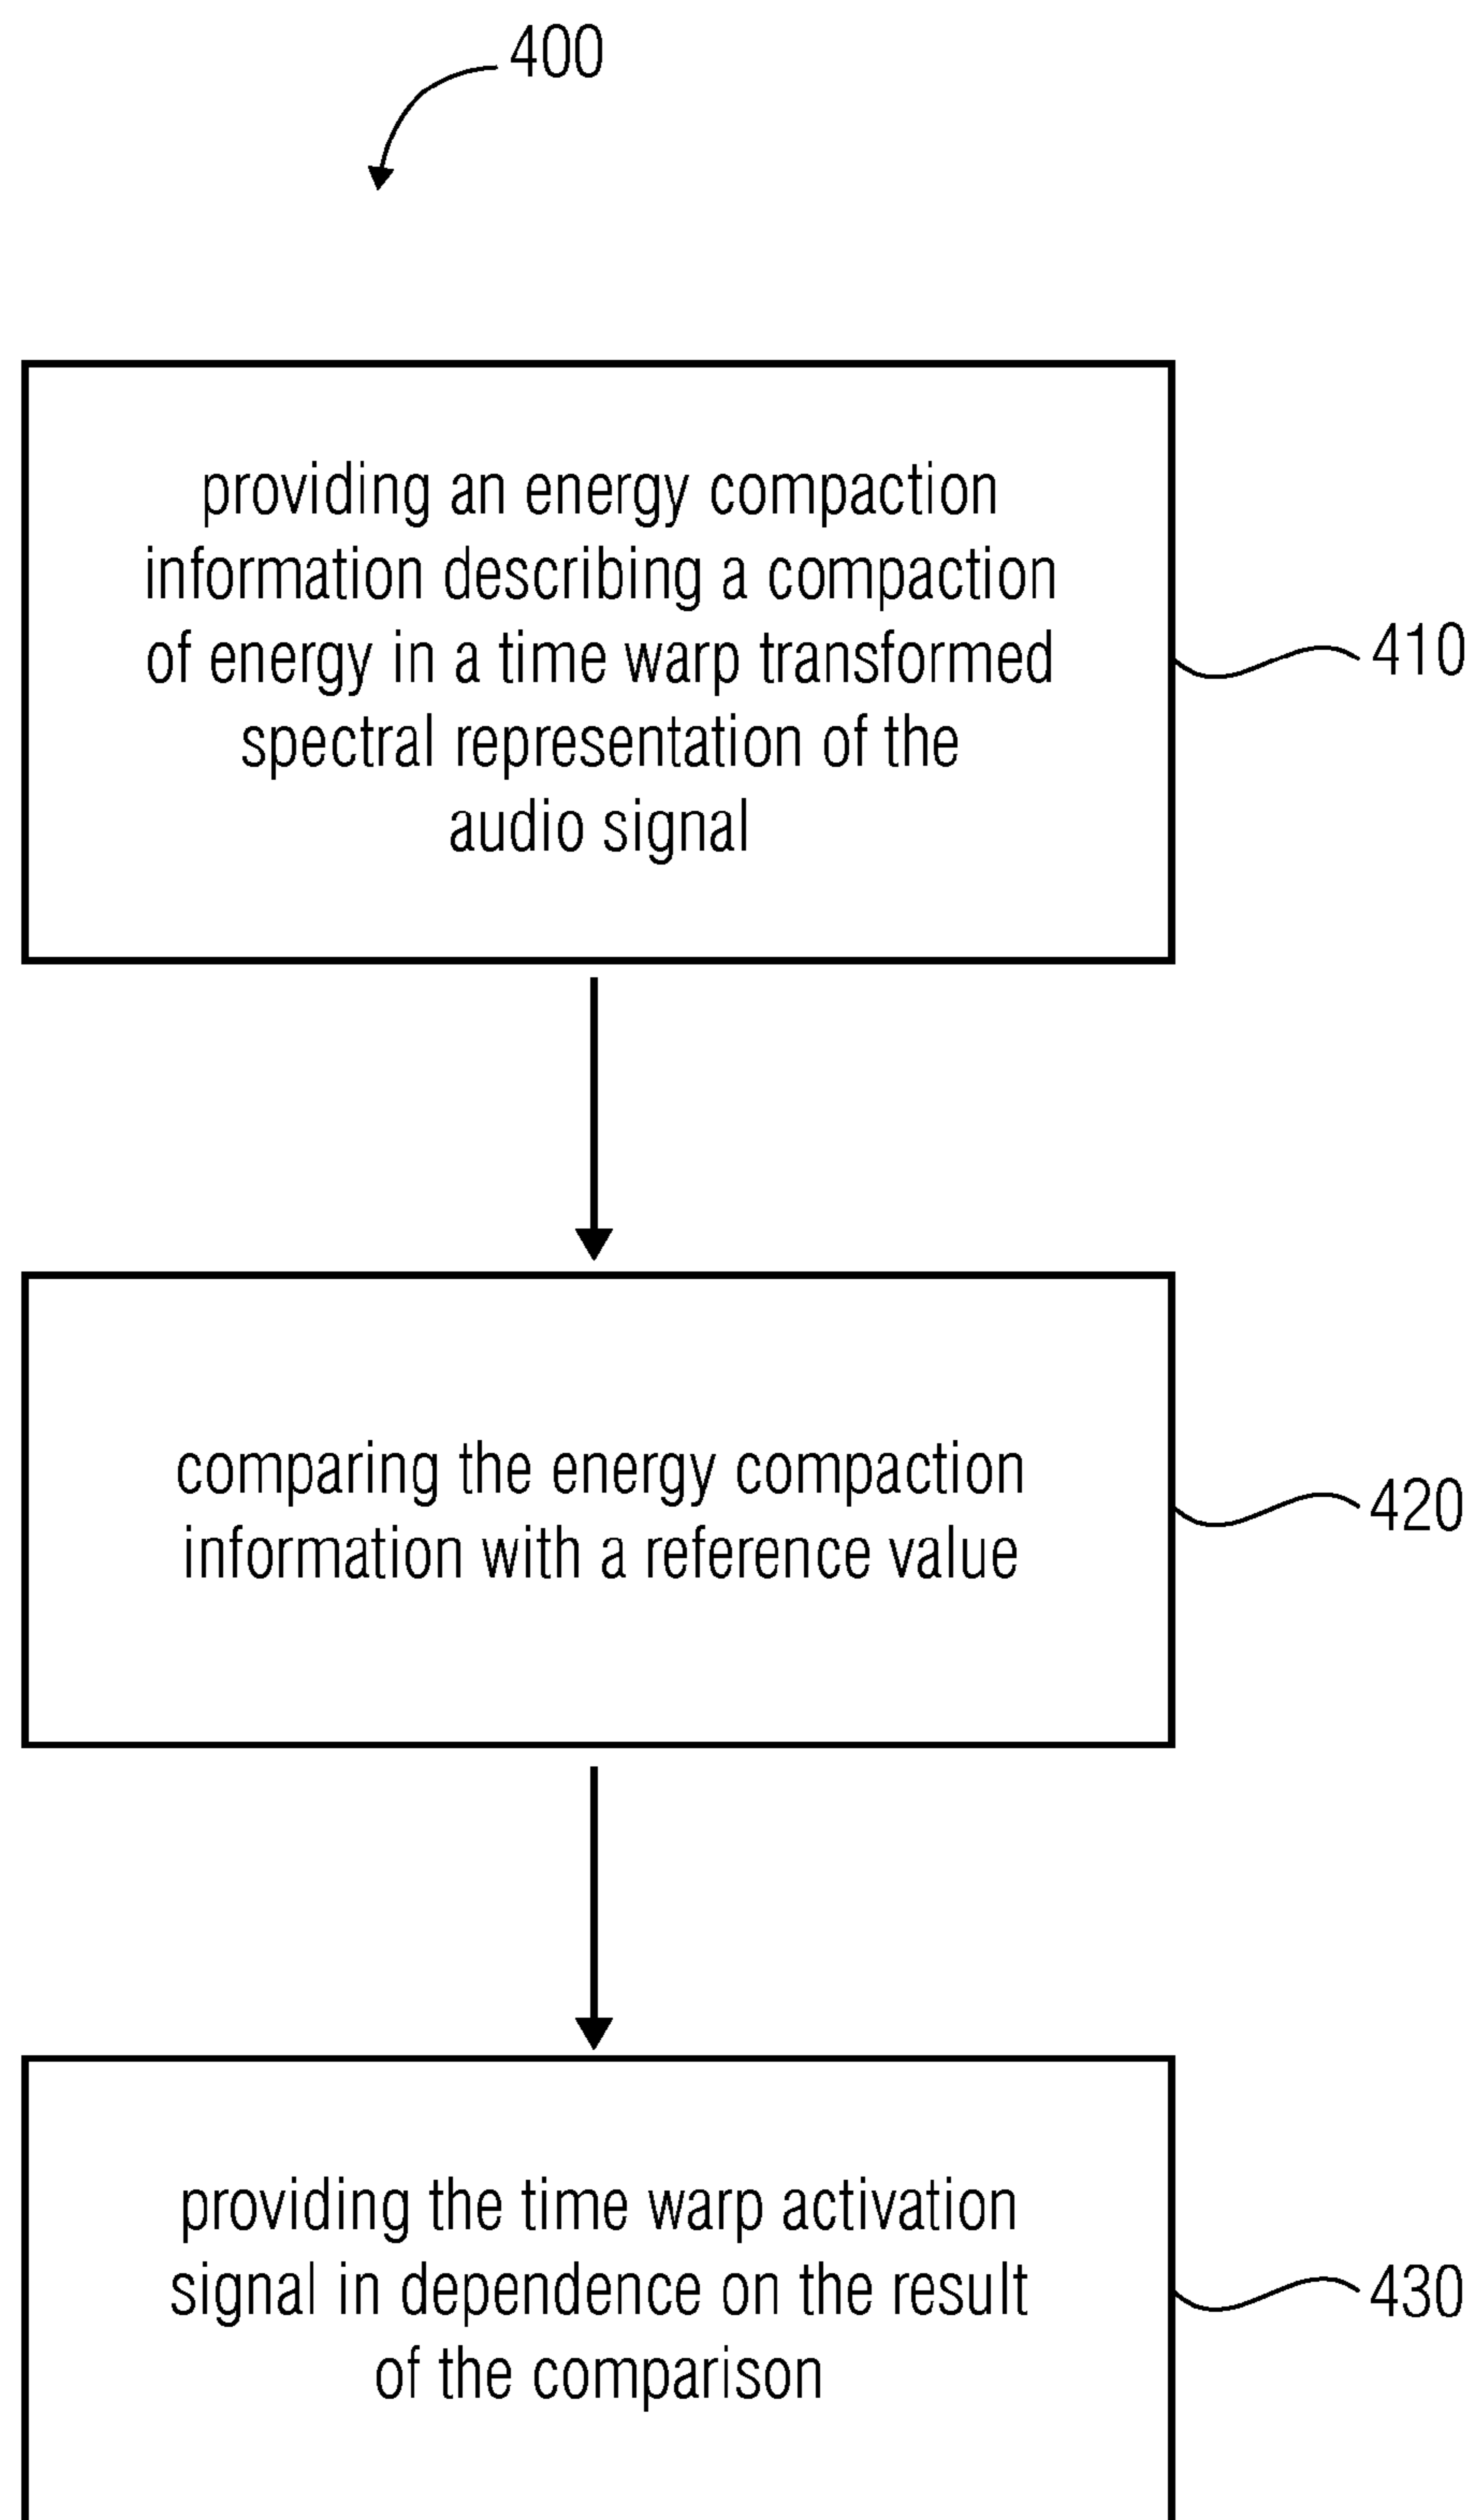 400
providing an energy compaction
information describing a compaction
of energy in a time warp transformed
spectral representation of the
audio signal
410
comparing the energy compaction
information with a reference value
420
providing the time warp activation
signal in dependence on the result
of the comparison
430